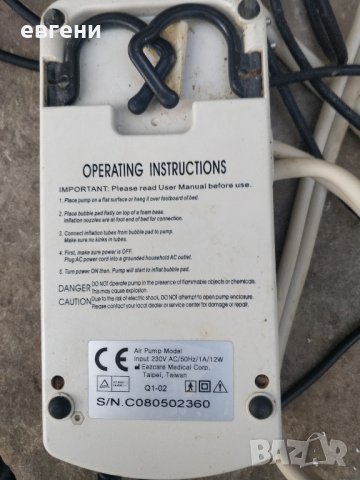 евгени
OPERATING INSTRUCTIONS
IMPORTANT: Please read User Manual before use.
1. Place pump on a flat surface or hang it over footboard of bed.
2. Place bubble pad flatly on top of a foam base.
Inflation nozzles are at foot end of bed for connection.
3. Connect inflation tubes from bubble pad to pump.
Make sure no kinks in tubes.
4. First, make sure power is OFF.
Plug AC power cord into a grounded household AC outlet.
5. Turn power ON then. Pump will start to inflat bubble pad.
DANGER: DO NOT operate pump in the presence of flammable objects or chemicals.
This may cause explosion.
CAUTION: Due to the risk of electric shock, DO NOT attempt to open pump enclosure.
Please contact your local dealer or service center for damage or repair.
CE
Air Pump Model
Input 230V AC/50Hz/1A/12W
Eezcare Medical Corp.
Taipei, Taiwan
Q1-02
S/N.C080502360
BAZAR